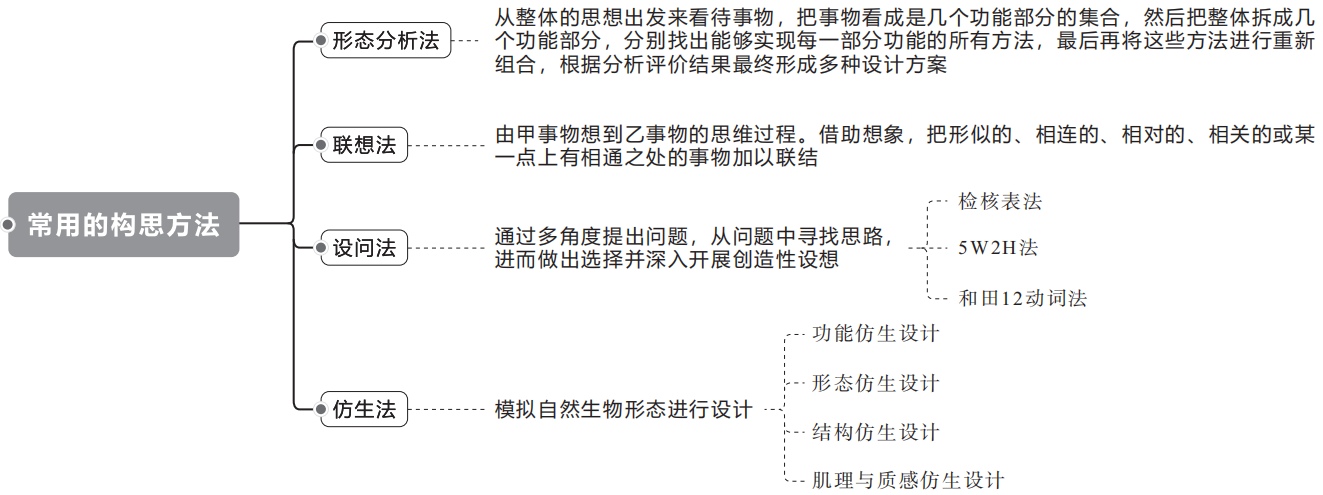 常用的构思方法
形态分析法
从整体的思想出发来看待事物，把事物看成是几个功能部分的集合，然后把整体拆成几
个功能部分，分别找出能够实现每一部分功能的所有方法，最后再将这些方法进行重新
组合，根据分析评价结果最终形成多种设计方案
联想法
由甲事物想到乙事物的思维过程。借助想象，把形似的、相连的、相对的、相关的或某
一点上有相通之处的事物加以联结
设问法
通过多角度提出问题，从问题中寻找思路，
进而做出选择并深入开展创造性设想
检核表法
5W2H法
和田12动词法
仿生法
模拟自然生物形态进行设计
功能仿生设计
形态仿生设计
结构仿生设计
肌理与质感仿生设计